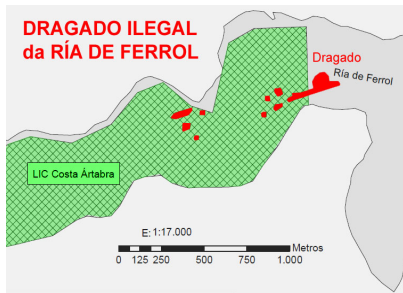 DRAGADO ILEGAL
da RÍA DE FERROL
Dragado
Ría de Ferrol
LIC Costa Ártabra
E: 1:17.000
Metros
0 125 250 500 750 1.000